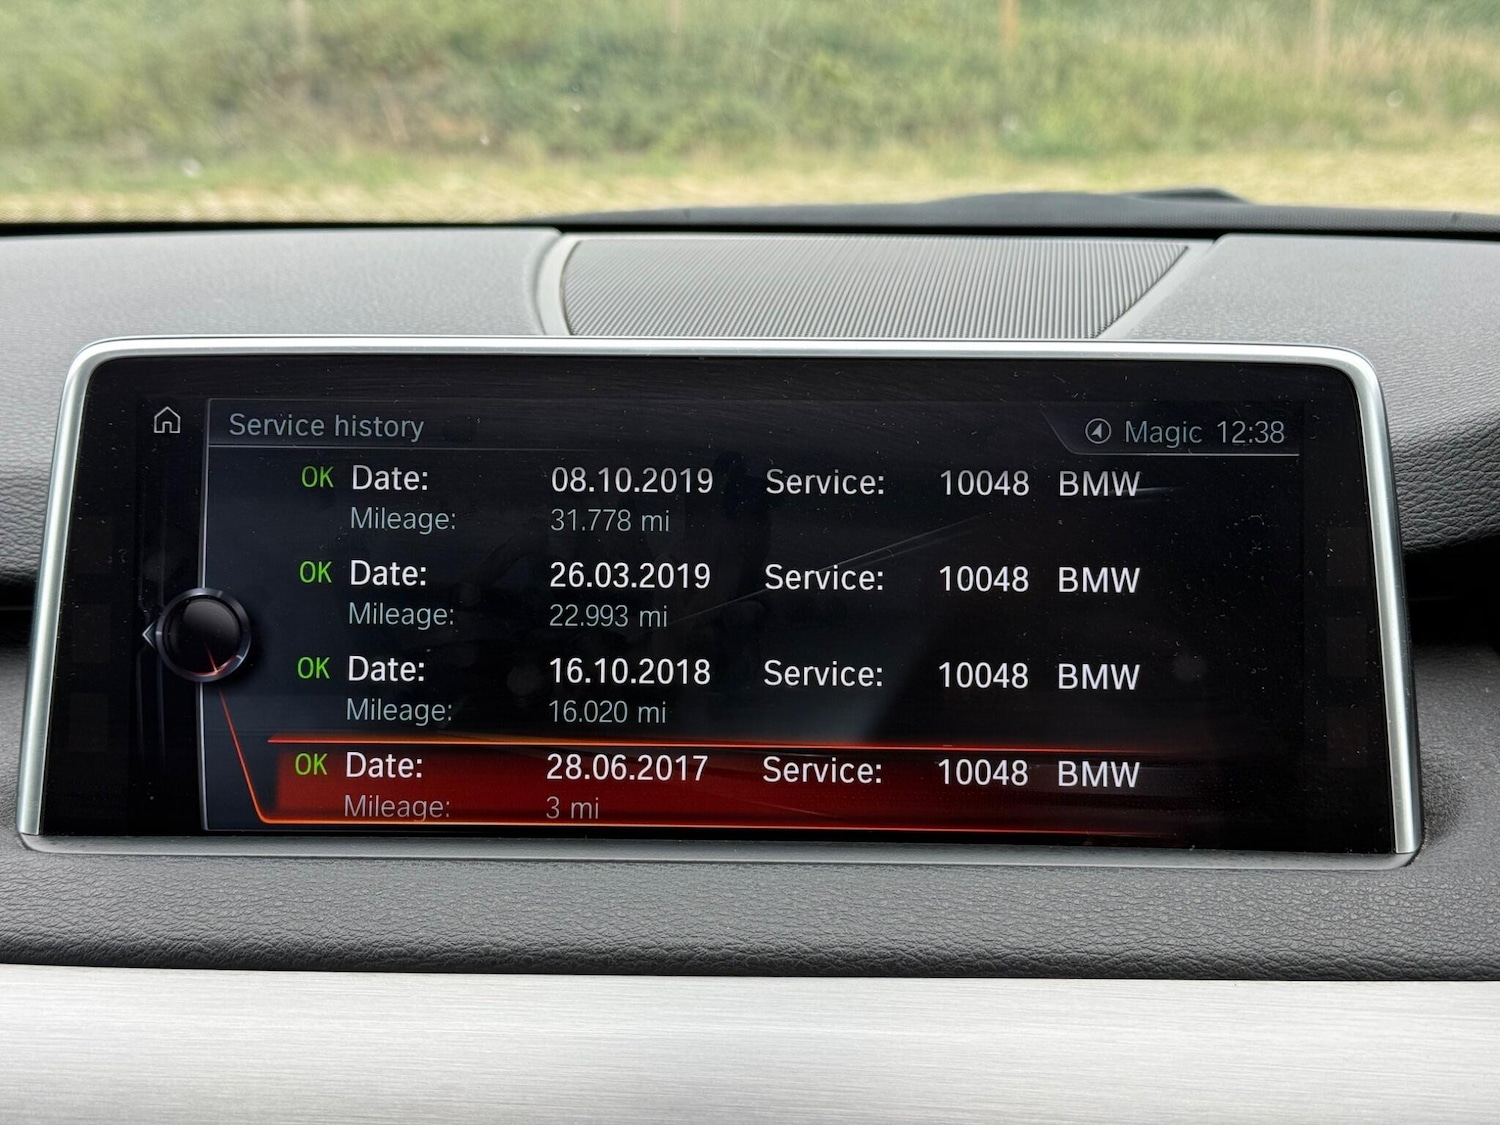 Service history
Magic 12:38
OK Date: 08.10.2019 Service: 10048 BMW
Mileage: 31.778 mi
OK Date: 26.03.2019 Service: 10048 BMW
Mileage: 22.993 mi
OK Date: 16.10.2018 Service: 10048 BMW
Mileage: 16.020 mi
OK Date: 28.06.2017 Service: 10048 BMW
Mileage: 3 mi